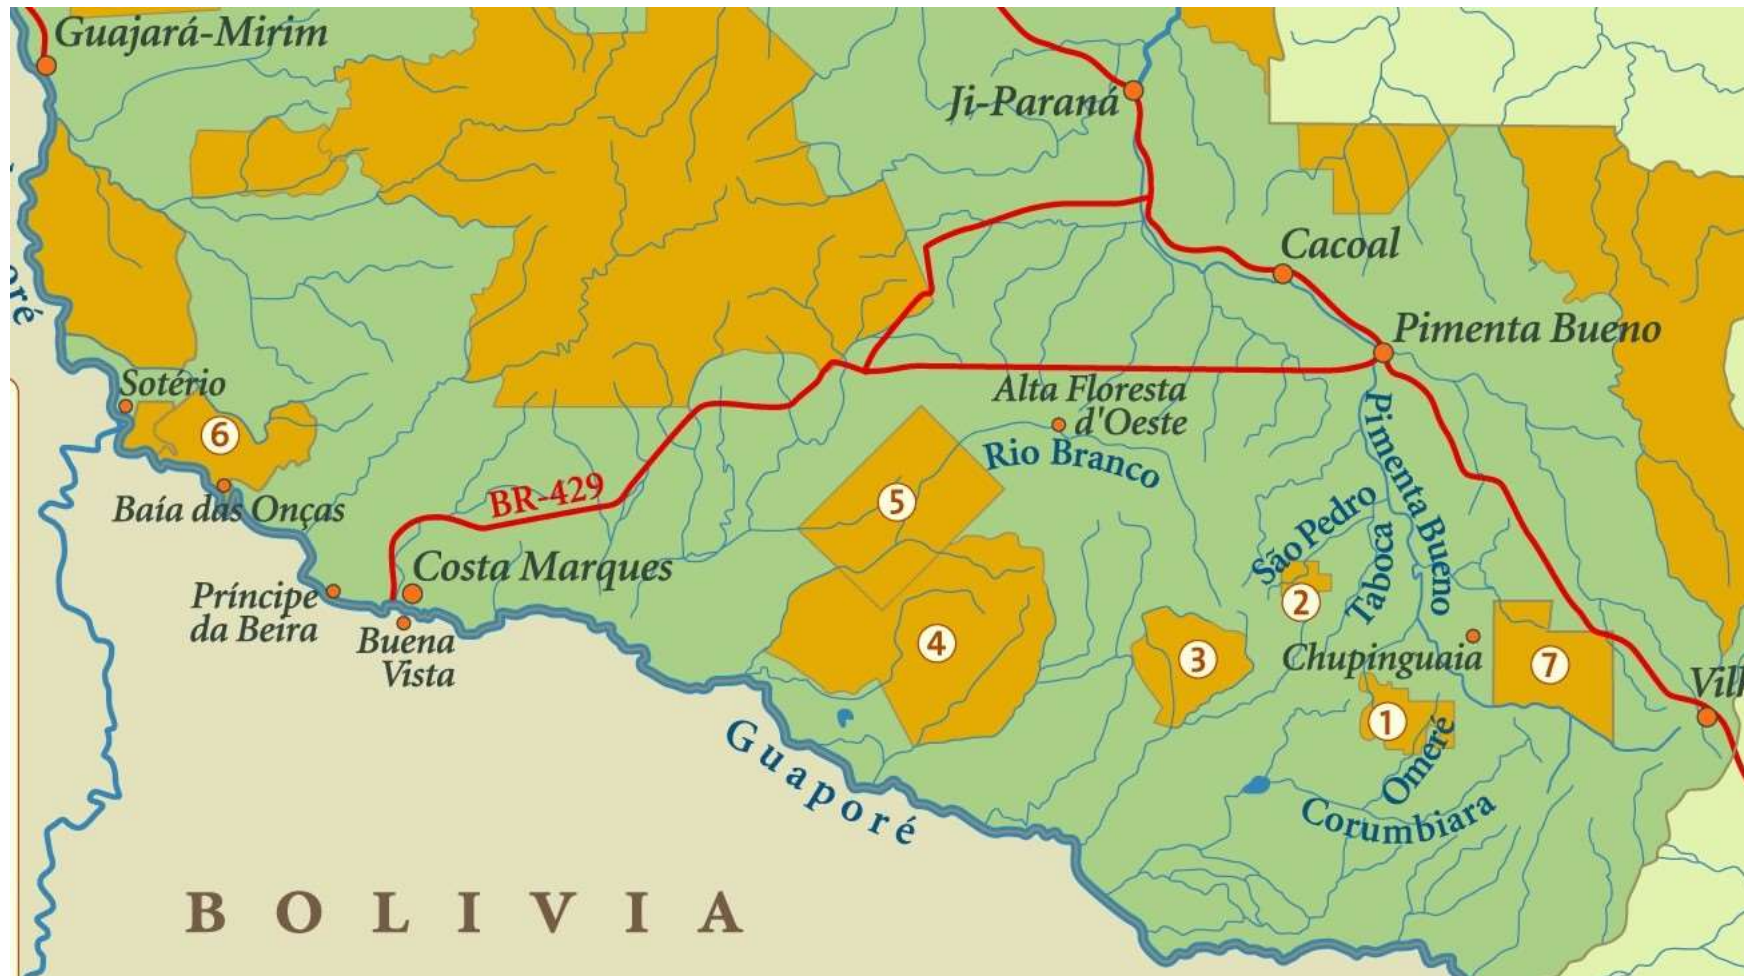 Guajará-Mirim
Ji-Paraná
Cacoal
Pimenta Bueno
oré
Sotério
6
Baía das Onças
BR-429
Alta Floresta
d'Oeste
Rio Branco
5
Pimenta Bueno
São Pedro
Taboca
Costa Marques
Príncipe
da Beira
Buena
Vista
4
3
2
Chupinguaia
7
1
Omeré
Corumbiara
Vilh
Guaporé
BOLIVIA